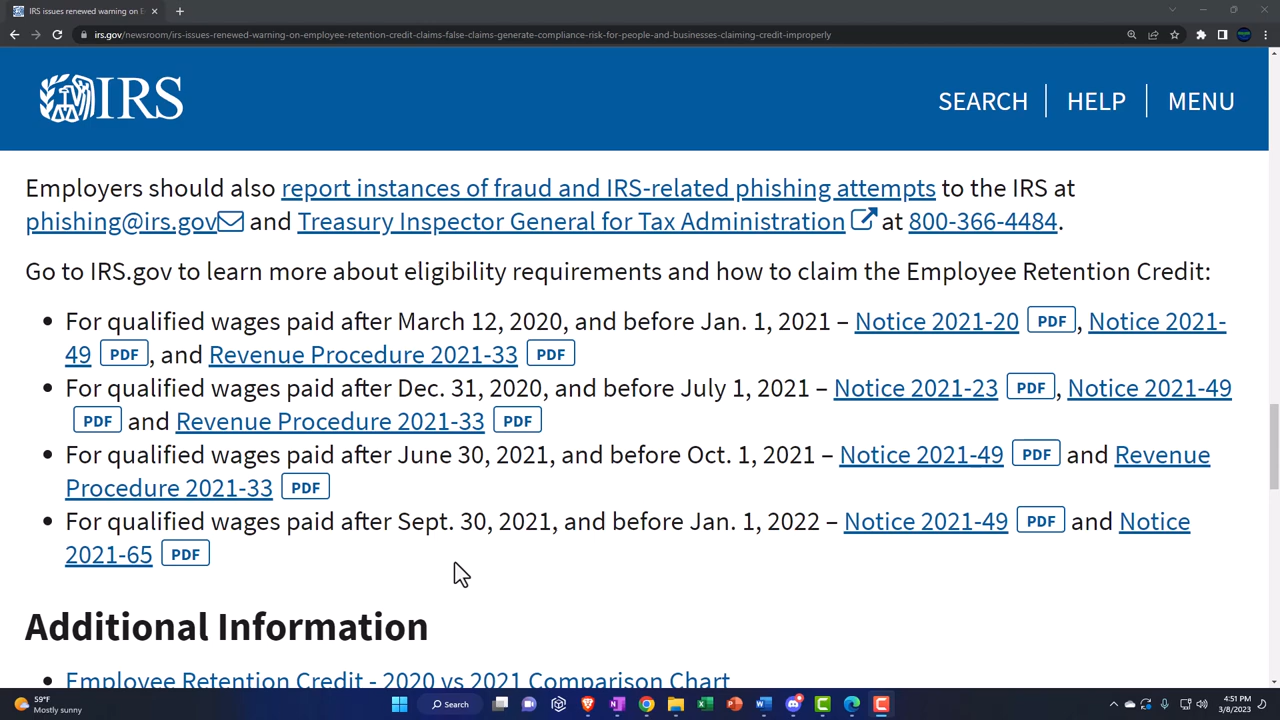 IRS issues renewed warning on E
irs.gov/newsroom/irs-issues-renewed-warning-on-employee-retention-credit-claims-false-claims-generate-compliance-risk-for-people-and-businesses-claiming-credit-improperly
IRS
SEARCH HELP MENU
Employers should also report instances of fraud and IRS-related phishing attempts to the IRS at
phishing@irs.gov and Treasury Inspector General for Tax Administration at 800-366-4484.
Go to IRS.gov to learn more about eligibility requirements and how to claim the Employee Retention Credit:
• For qualified wages paid after March 12, 2020, and before Jan. 1, 2021 – Notice 2021-20 PDF, Notice 2021-
49 PDF, and Revenue Procedure 2021-33 PDF
• For qualified wages paid after Dec. 31, 2020, and before July 1, 2021 – Notice 2021-23 PDF, Notice 2021-49
PDF and Revenue Procedure 2021-33 PDF
• For qualified wages paid after June 30, 2021, and before Oct. 1, 2021 – Notice 2021-49 PDF and Revenue
Procedure 2021-33 PDF
• For qualified wages paid after Sept. 30, 2021, and before Jan. 1, 2022 – Notice 2021-49 PDF and Notice
2021-65 PDF
Additional Information
• Employee Retention Credit - 2020 vs 2021 Comparison Chart
59°F
Mostly sunny
Search
4:51 PM
3/8/2023